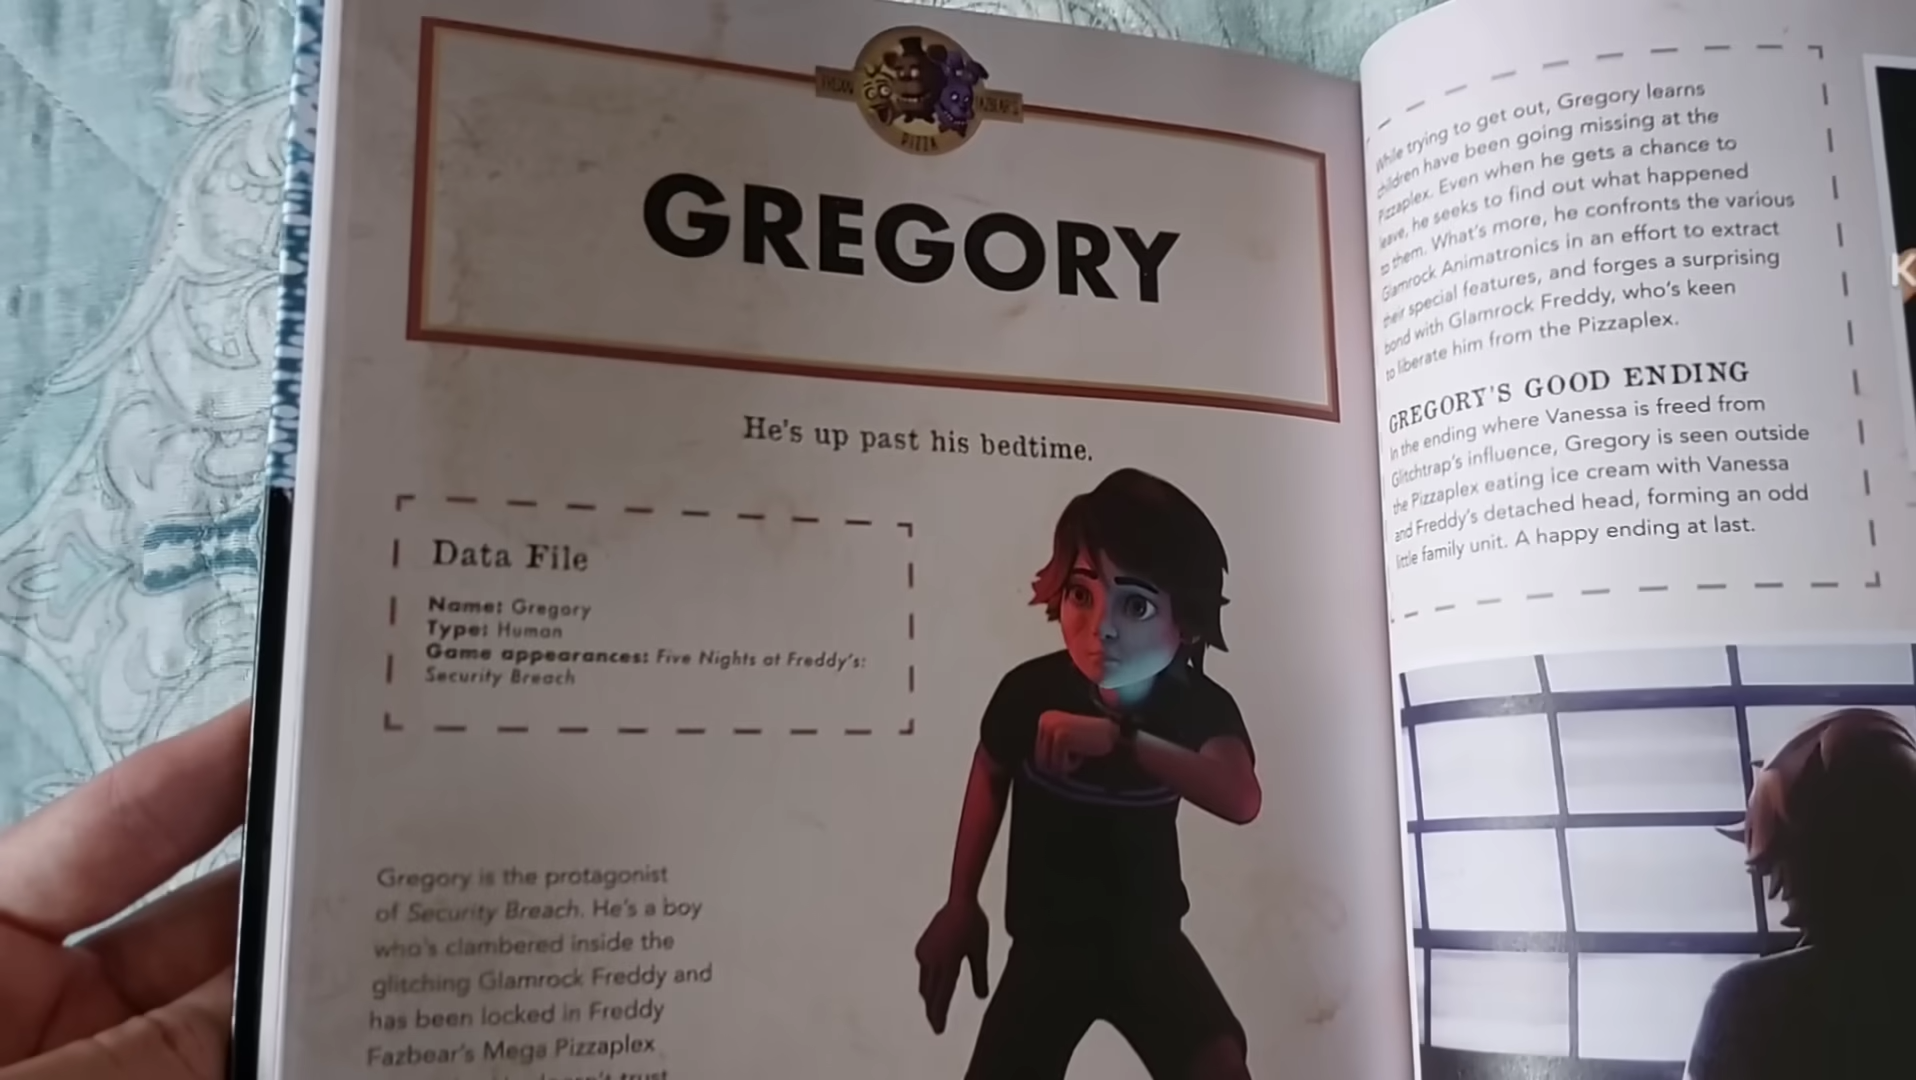 FAZBEAR'S
PIZZA
GREGORY
He's up past his bedtime.
Data File
Name: Gregory
Type: Human
Game appearances: Five Nights at Freddy's:
Security Breach
Gregory is the protagonist
of Security Breach. He's a boy
who's clambered inside the
glitching Glamrock Freddy and
has been locked in Freddy
Fazbear's Mega Pizzaplex
doesn't trust
While trying to get out, Gregory learns
children have been going missing at the
Pizzaplex. Even when he gets a chance to
leave, he seeks to find out what happened
to them. What's more, he confronts the various
Glamrock Animatronics in an effort to extract
their special features, and forges a surprising
bond with Glamrock Freddy, who's keen
to liberate him from the Pizzaplex.
GREGORY'S GOOD ENDING
In the ending where Vanessa is freed from
Glitchtrap's influence, Gregory is seen outside
the Pizzaplex eating ice cream with Vanessa
and Freddy's detached head, forming an odd
little family unit. A happy ending at last.
K